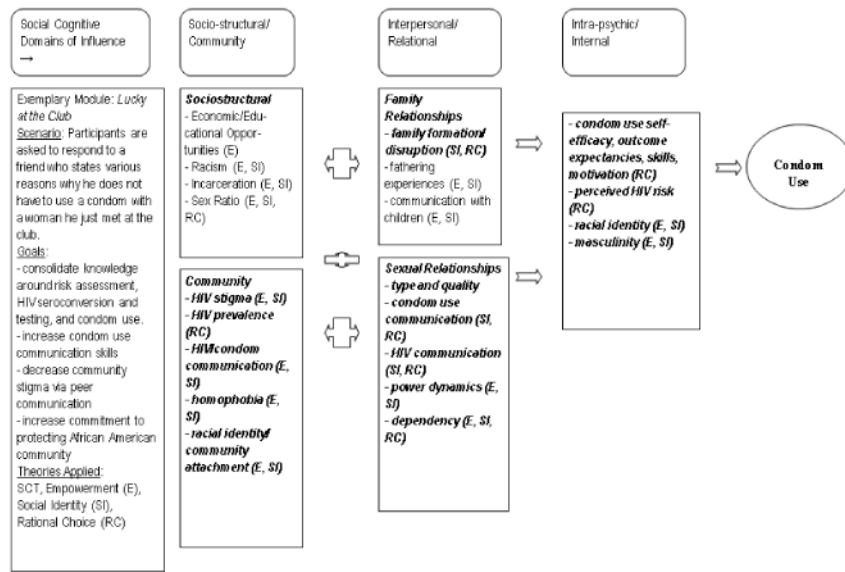 Social Cognitive
Domains of Influence
→
Socio-structural/
Community
Interpersonal/
Relational
Intra-psychic/
Internal
Exemplary Module: Lucky
at the Club
Scenario: Participants are
asked to respond to a
friend who states various
reasons why he does not
have to use a condom with
a woman he just met at the
club.
Goals:
- consolidate knowledge
around risk assessment,
HIV seroconversion and
testing, and condom use.
- increase condom use
communication skills
- decrease community
stigma via peer
communication
- increase commitment to
protecting African American
community
Theories Applied:
SCT, Empowerment (E),
Social Identity (SI),
Rational Choice (RC)
Sociostructural
- Economic/Edu-
cational Oppor-
tunities (E)
- Racism (E, SI)
- Incarceration (E, SI)
- Sex Ratio (E, SI,
RC)
Community
- HIV stigma (E, SI)
- HIV prevalence
(RC)
- HIV/condom
communication (E,
SI)
- homophobia (E,
SI)
- racial identity/
community
attachment (E, SI)
Family
Relationships
- family formation/
disruption (SI, RC)
- fathering
experiences (E, SI)
- communication with
children (E, SI)
Sexual Relationships
- type and quality
- condom use
communication (SI,
RC)
- HIV communication
(SI, RC)
- power dynamics (E,
SI)
- dependency (E, SI,
RC)
- condom use self-
efficacy, outcome
expectancies, skills,
motivation (RC)
- perceived HIV risk
(RC)
- racial identity (E, SI)
- masculinity (E, SI)
Condom
Use